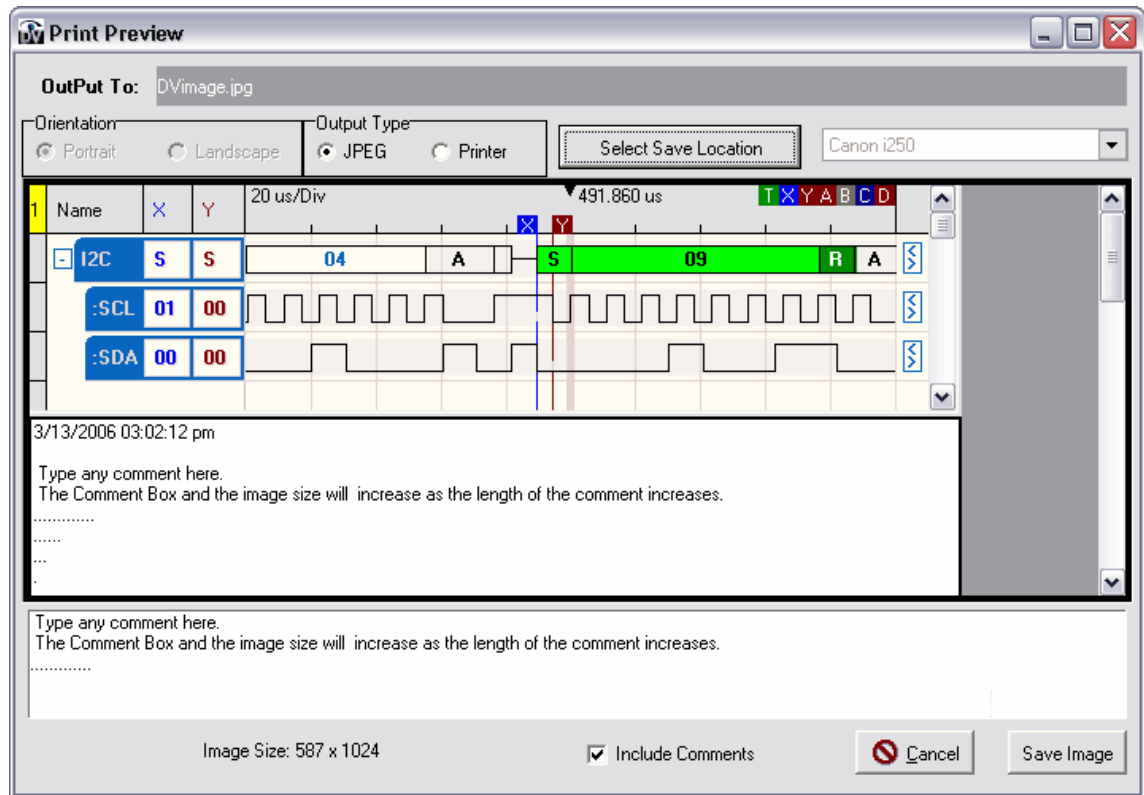 Print Preview
OutPut To: DVimage.jpg
Orientation
Portrait Landscape
Output Type
JPEG Printer
Select Save Location
Canon i250
1 Name X Y 20 us/Div 491.860 us T X Y A B C D
X Y
I2C S S 04 A S 09 R A
:SCL 01 00
:SDA 00 00
3/13/2006 03:02:12 pm
Type any comment here.
The Comment Box and the image size will increase as the length of the comment increases.
.............
......
...
.
Type any comment here.
The Comment Box and the image size will increase as the length of the comment increases.
.............
Image Size: 587 x 1024
Include Comments
Cancel
Save Image